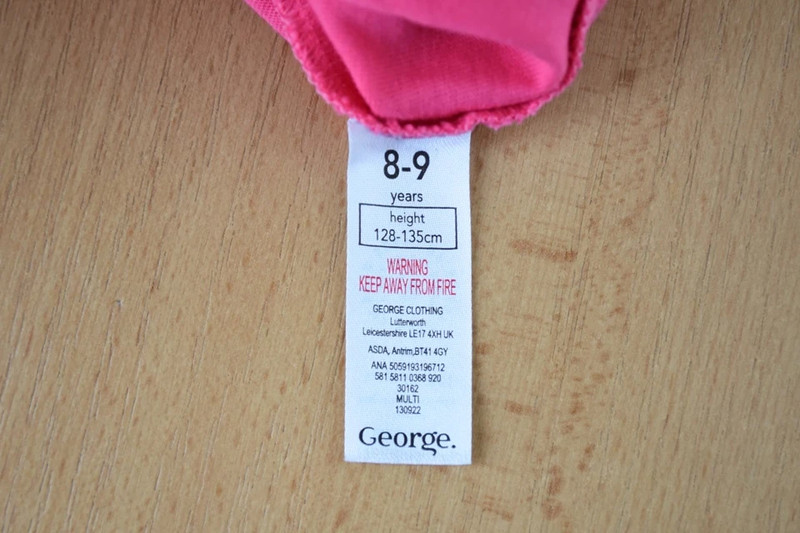 8-9
years
height
128-135cm
WARNING
KEEP AWAY FROM FIRE
GEORGE CLOTHING
Lutterworth
Leicestershire LE17 4XH UK
ASDA, Antrim,BT41 4GY
ANA 5059193196712
581 5811 0368 920
30162
MULTI
130922
George.